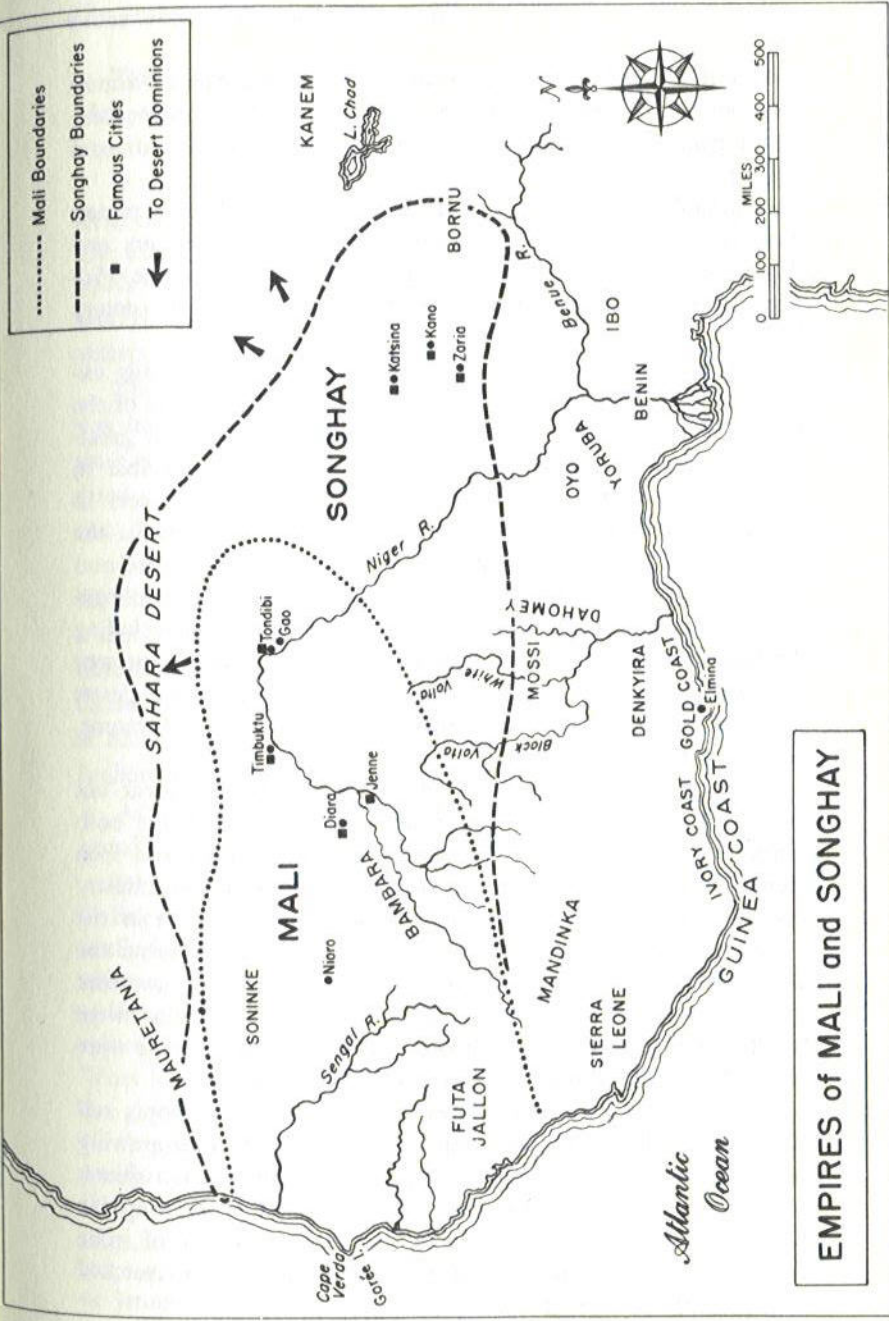 Mali Boundaries
Songhay Boundaries
Famous Cities
To Desert Dominions
KANEM
L. Chad
N
MILES
0 100 200 300 400 500
SAHARA DESERT
MAURETANA
SONGHAY
BORNU
Katsina
Kano
Zaria
Benue R.
IBO
BENIN
YORUBA
OYO
Niger R.
Tondibi
Gao
Timbuktu
DAHOMEY
MOSSI
White Volta
Black Volta
DENKYIRA
GOLD COAST
Elmina
IVORY COAST
GUINEA COAST
MALI
Diara
Jenne
BAMBARA
Niaro
SONINKE
MANDINKA
SIERRA
LEONE
Sengal R.
FUTA
JALLON
Cape
Verda
Gorée I.
Atlantic
Ocean
EMPIRES of MALI and SONGHAY